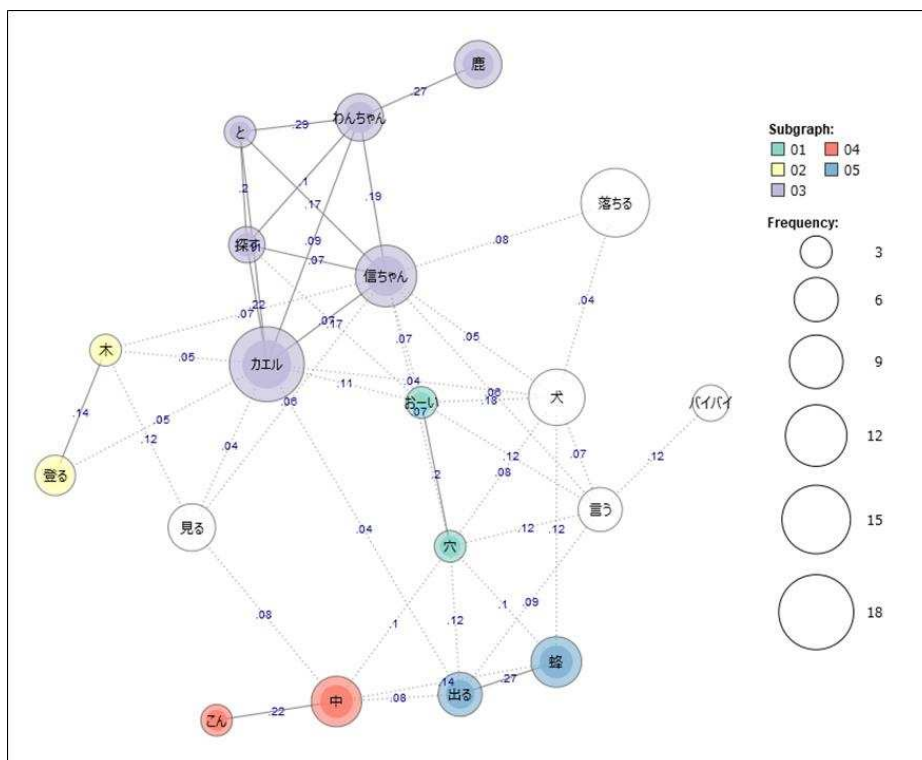 鹿
わんちゃん
.27
と
.29
Subgraph:
01 04
02 05
03
.2
.1
.17
.19
落ちる
Frequency:
3
探す
.09
.07
信ちゃん
.08
6
.22
.07
.07
.17
.07
.04
木
.05
カエル
.05
9
.14
.05
.06
.11
.04
おーい
.07
.18
.06
犬
バイバイ
.12
.04
.12
.08
.07
.12
12
登る
見る
.2
言う
穴
.12
.12
.04
15
.08
.1
.12
.1
.09
18
蜂
こん
.22
中
.14
.08
出る
.27